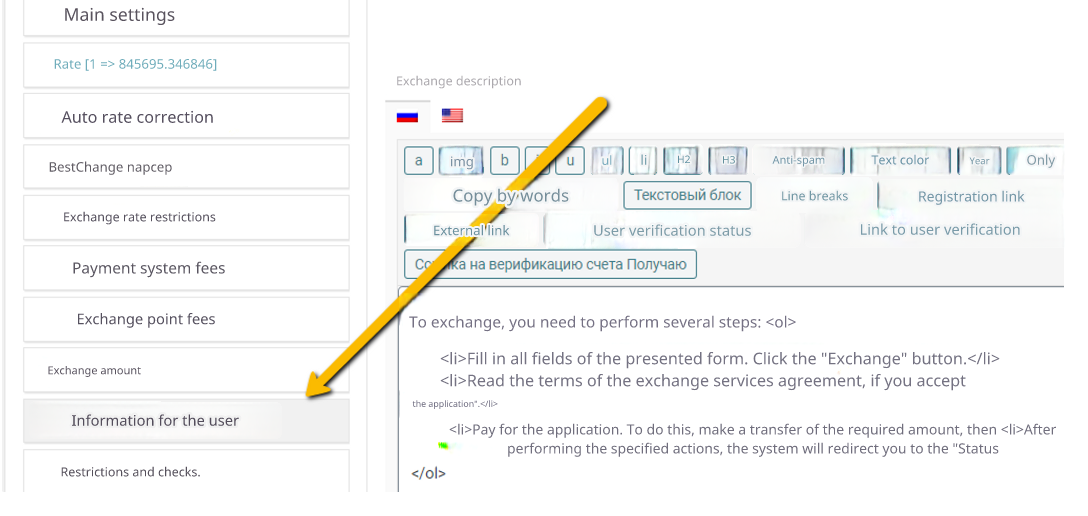 Main settings
Rate [1 => 845695.346846]
Auto rate correction
BestChange парсер
Exchange rate restrictions
Payment system fees
Exchange point fees
Exchange amount
Information for the user
Restrictions and checks.
Exchange description
a img b u ul li H2 H3 Anti-spam Text color Year Only
Copy by words Текстовый блок Line breaks Registration link
External link User verification status Link to user verification
на верификацию счета Получаю
To exchange, you need to perform several steps: <ol>
<li>Fill in all fields of the presented form. Click the "Exchange" button.</li>
<li>Read the terms of the exchange services agreement, if you accept
the application".</li>
<li>Pay for the application. To do this, make a transfer of the required amount, then <li>After
performing the specified actions, the system will redirect you to the "Status
</ol>